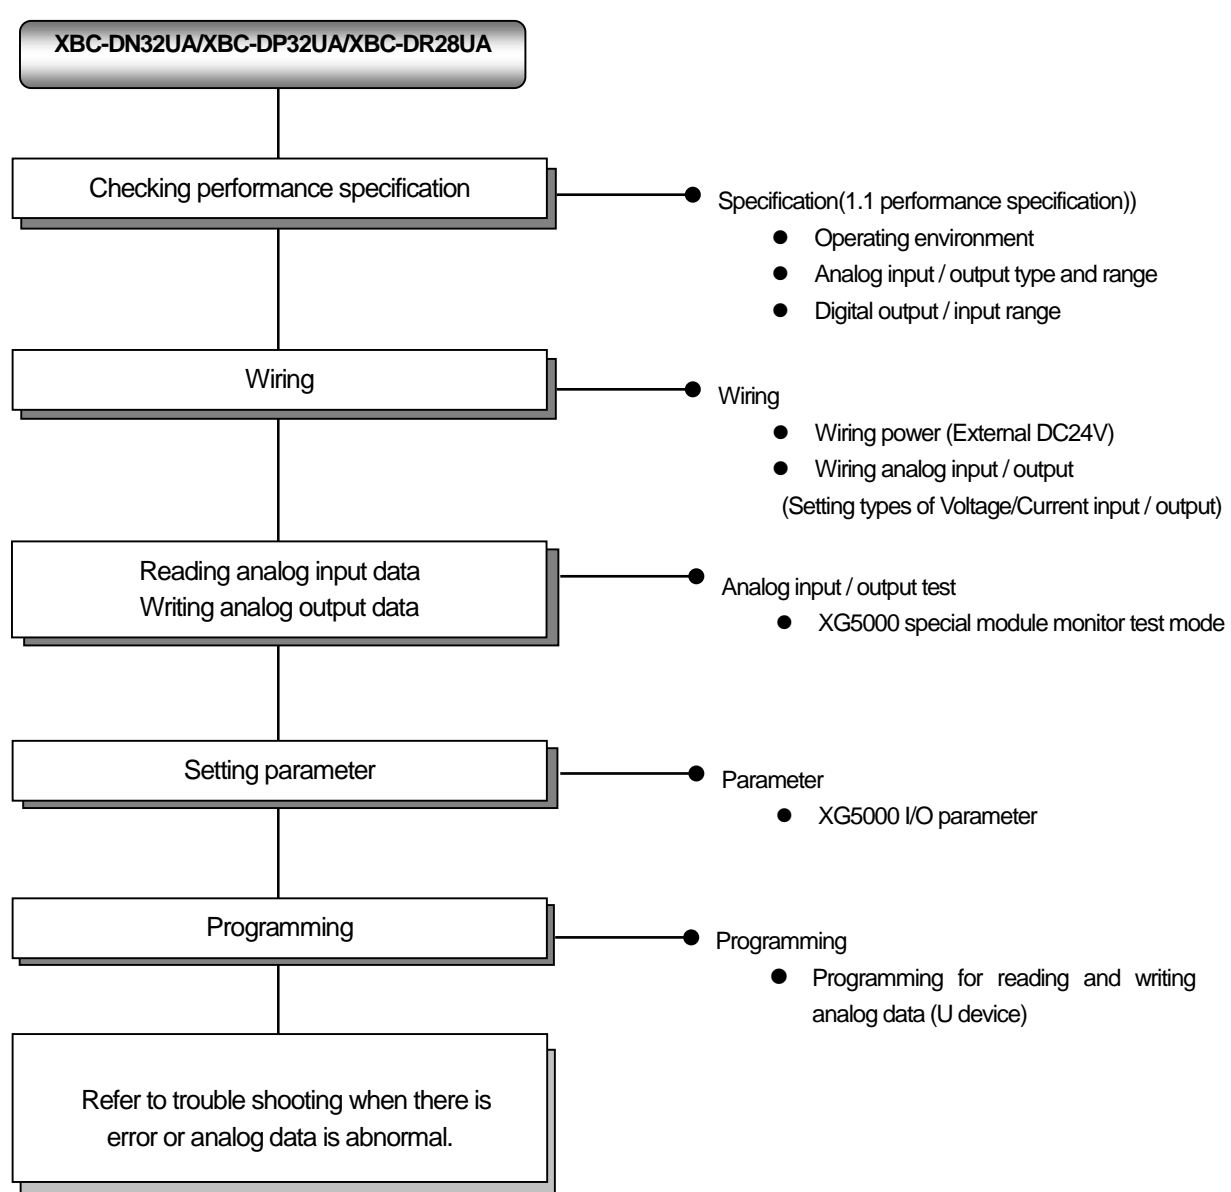 XBC-DN32UA/XBC-DP32UA/XBC-DR28UA
Checking performance specification
Specification(1.1 performance specification))
● Operating environment
● Analog input / output type and range
● Digital output / input range
Wiring
Wiring
● Wiring power (External DC24V)
● Wiring analog input / output
(Setting types of Voltage/Current input / output)
Reading analog input data
Writing analog output data
Analog input / output test
● XG5000 special module monitor test mode
Setting parameter
Parameter
● XG5000 I/O parameter
Programming
Programming
● Programming for reading and writing
analog data (U device)
Refer to trouble shooting when there is
error or analog data is abnormal.